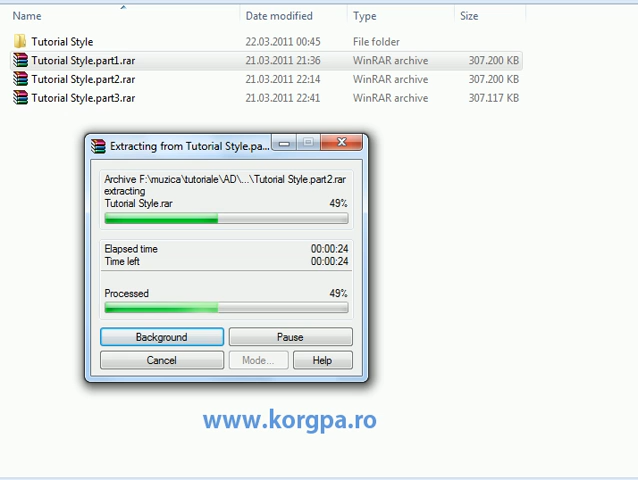 Name Date modified Type Size
Tutorial Style 22.03.2011 00:45 File folder
Tutorial Style.part1.rar 21.03.2011 21:36 WinRAR archive 307.200 KB
Tutorial Style.part2.rar 21.03.2011 22:14 WinRAR archive 307.200 KB
Tutorial Style.part3.rar 21.03.2011 22:41 WinRAR archive 307.117 KB
Extracting from Tutorial Style.pa...
Archive F:\muzica\tutoriale\AD\...\Tutorial Style.part2.rar
extracting
Tutorial Style.rar 49%
Elapsed time 00:00:24
Time left 00:00:24
Processed 49%
Background Pause
Cancel Mode... Help
www.korgpa.ro